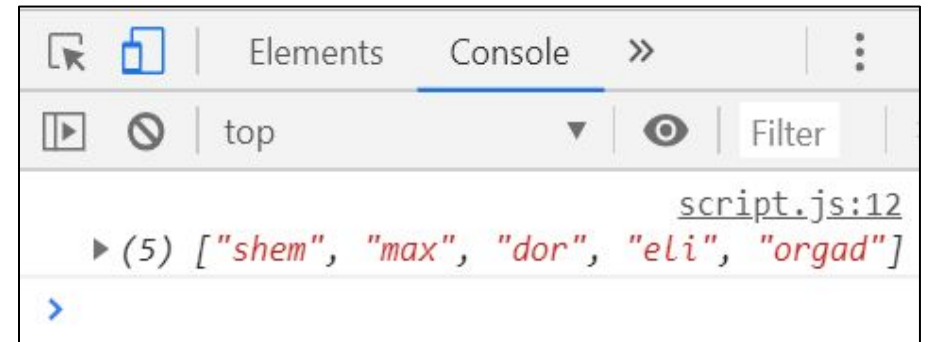 Elements Console »
top Filter
script.js:12
(5) ["shem", "max", "dor", "eli", "orgad"]